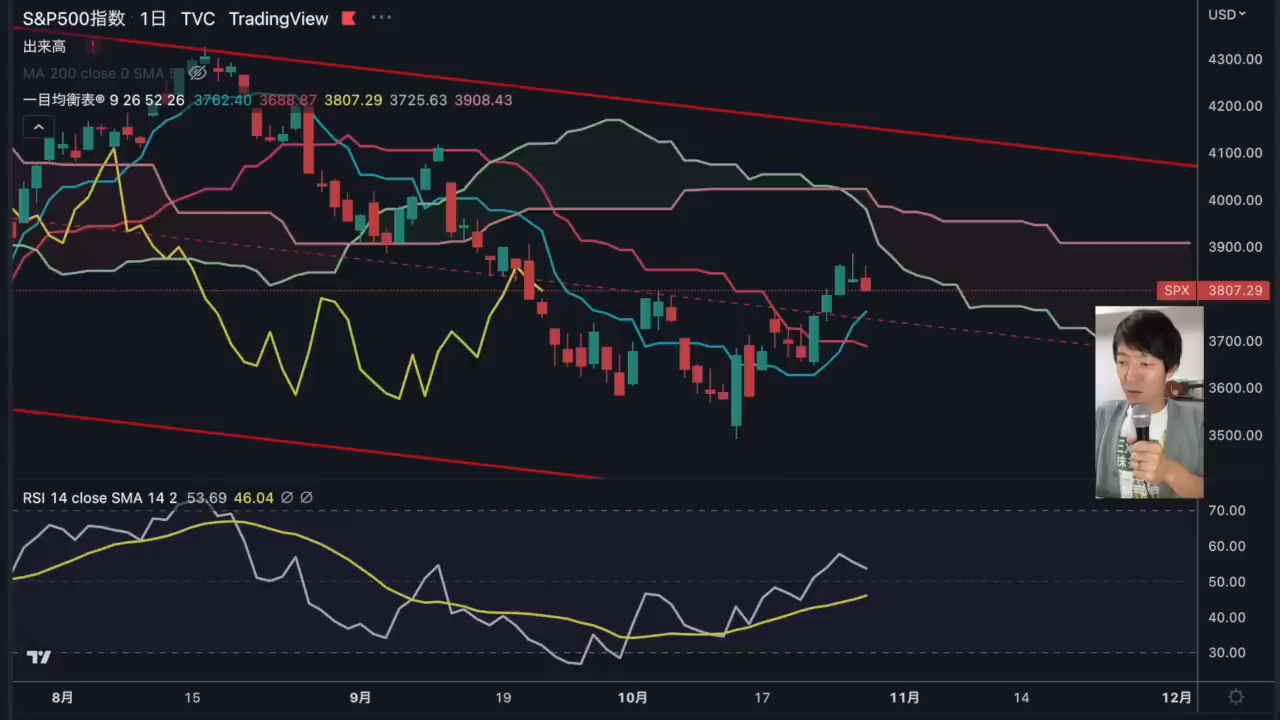 S&P500指数 1日 TVC TradingView
USD
出来高 !
MA 200 close 0 SMA 5
一目均衡表 9 26 52 26 3762.40 3688.87 3807.29 3725.63 3908.43
4300.00
4200.00
4100.00
4000.00
3900.00
SPX 3807.29
3700.00
3600.00
3500.00
RSI 14 close SMA 14 2 53.69 46.04 ∅ ∅
70.00
60.00
50.00
40.00
30.00
8月 15 9月 19 10月 17 11月 14 12月